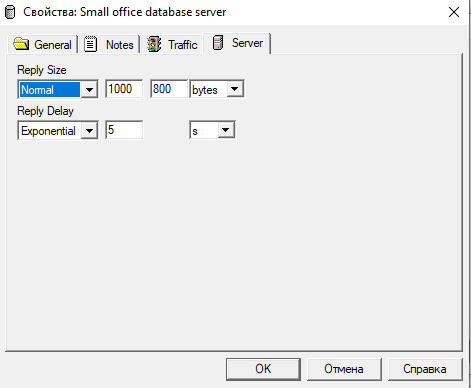 Свойства: Small office database server
General Notes Traffic Server
Reply Size
Normal 1000 800 bytes
Reply Delay
Exponential 5 s
OK Отмена Справка